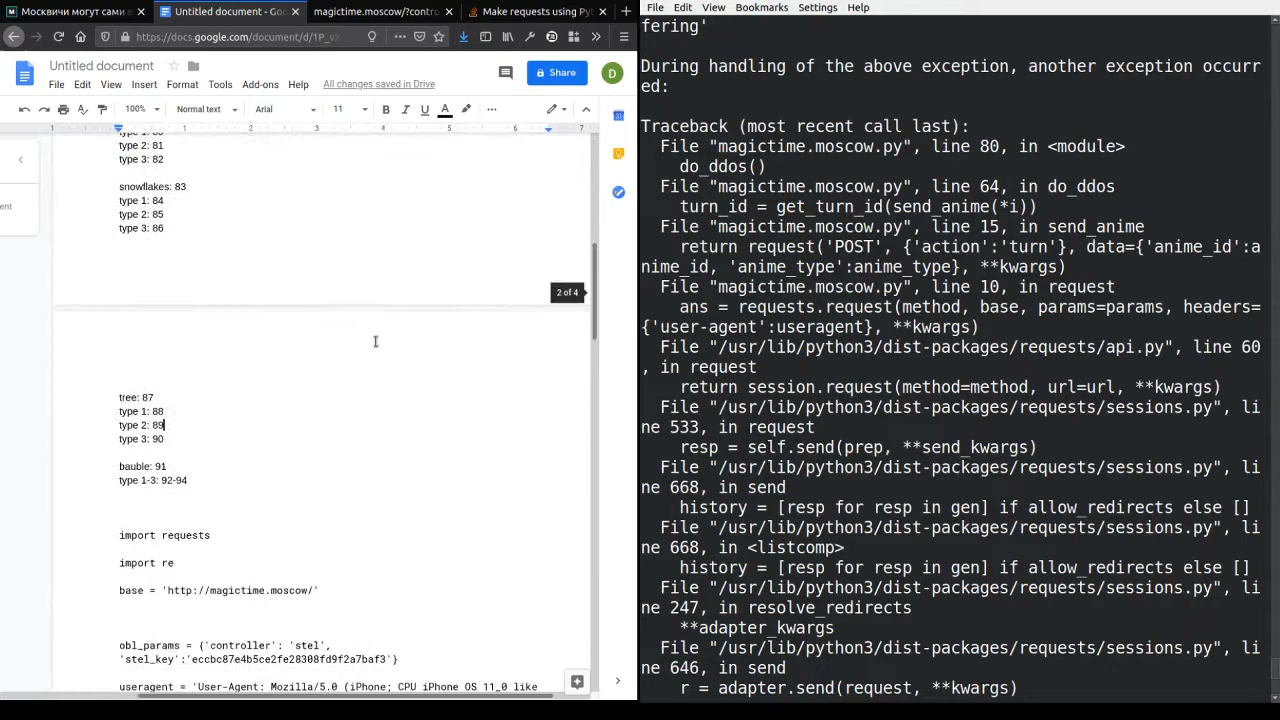 Москвичи могут сами в
Untitled document - Goo
magictime.moscow/?contro
Make requests using Pyt
https://docs.google.com/document/d/1P_v
Untitled document
File Edit View Insert Format Tools Add-ons Help
All changes saved in Drive
Share
D
100% Normal text Arial 11
B I U A
1 1 2 3 4 5 6 7
type 2: 81
type 3: 82
snowflakes: 83
type 1: 84
type 2: 85
type 3: 86
2 of 4
tree: 87
type 1: 88
type 2: 89
type 3: 90
bauble: 91
type 1-3: 92-94
import requests
import re
base = 'http://magictime.moscow/'
obl_params = {'controller': 'stel',
'stel_key':'eccbc87e4b5ce2fe28308fd9f2a7baf3'}
useragent = 'User-Agent: Mozilla/5.0 (iPhone; CPU iPhone OS 11_0 like
File Edit View Bookmarks Settings Help
fering'
During handling of the above exception, another exception occurr
ed:
Traceback (most recent call last):
File "magictime.moscow.py", line 80, in <module>
do_ddos()
File "magictime.moscow.py", line 64, in do_ddos
turn_id = get_turn_id(send_anime(*i))
File "magictime.moscow.py", line 15, in send_anime
return request('POST', {'action':'turn'}, data={'anime_id':a
nime_id, 'anime_type':anime_type}, **kwargs)
File "magictime.moscow.py", line 10, in request
ans = requests.request(method, base, params=params, headers=
{'user-agent':useragent}, **kwargs)
File "/usr/lib/python3/dist-packages/requests/api.py", line 60
, in request
return session.request(method=method, url=url, **kwargs)
File "/usr/lib/python3/dist-packages/requests/sessions.py", li
ne 533, in request
resp = self.send(prep, **send_kwargs)
File "/usr/lib/python3/dist-packages/requests/sessions.py", li
ne 668, in send
history = [resp for resp in gen] if allow_redirects else []
File "/usr/lib/python3/dist-packages/requests/sessions.py", li
ne 668, in <listcomp>
history = [resp for resp in gen] if allow_redirects else []
File "/usr/lib/python3/dist-packages/requests/sessions.py", li
ne 247, in resolve_redirects
**adapter_kwargs
File "/usr/lib/python3/dist-packages/requests/sessions.py", li
ne 646, in send
r = adapter.send(request, **kwargs)